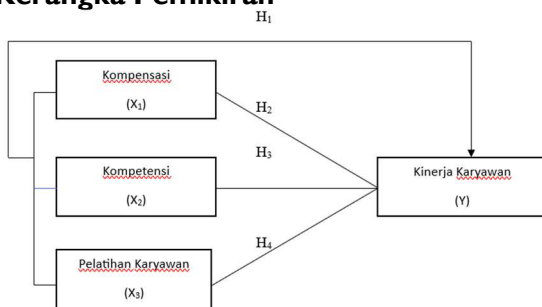 Kerangka Pemikiran
H₁
Kompensasi
(X₁)
H₂
H₃
Kompetensi
(X₂)
Kinerja Karyawan
(Y)
H₄
Pelatihan Karyawan
(X₃)